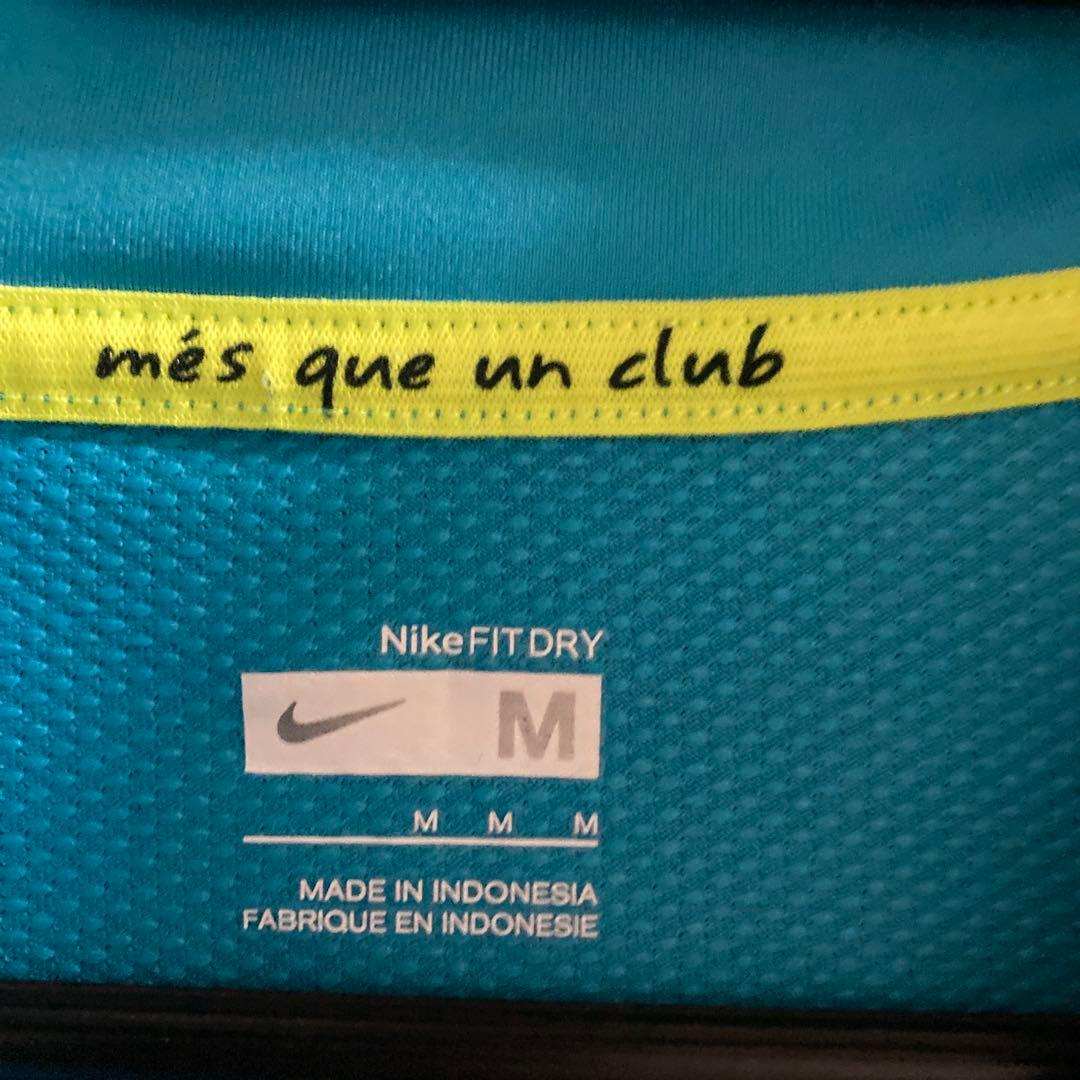 més que un club
NikeFITDRY
M
M M M
MADE IN INDONESIA
FABRIQUE EN INDONESIE